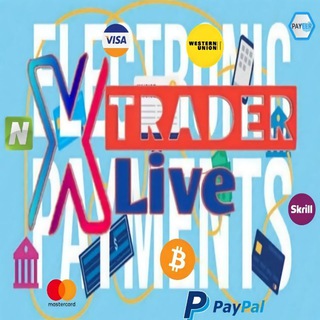 PAYEER
VISA
WESTERN
UNION
ELECTRONIC
TRADER
N
Live
PAYMENTS
Skrill
mastercard
PayPal